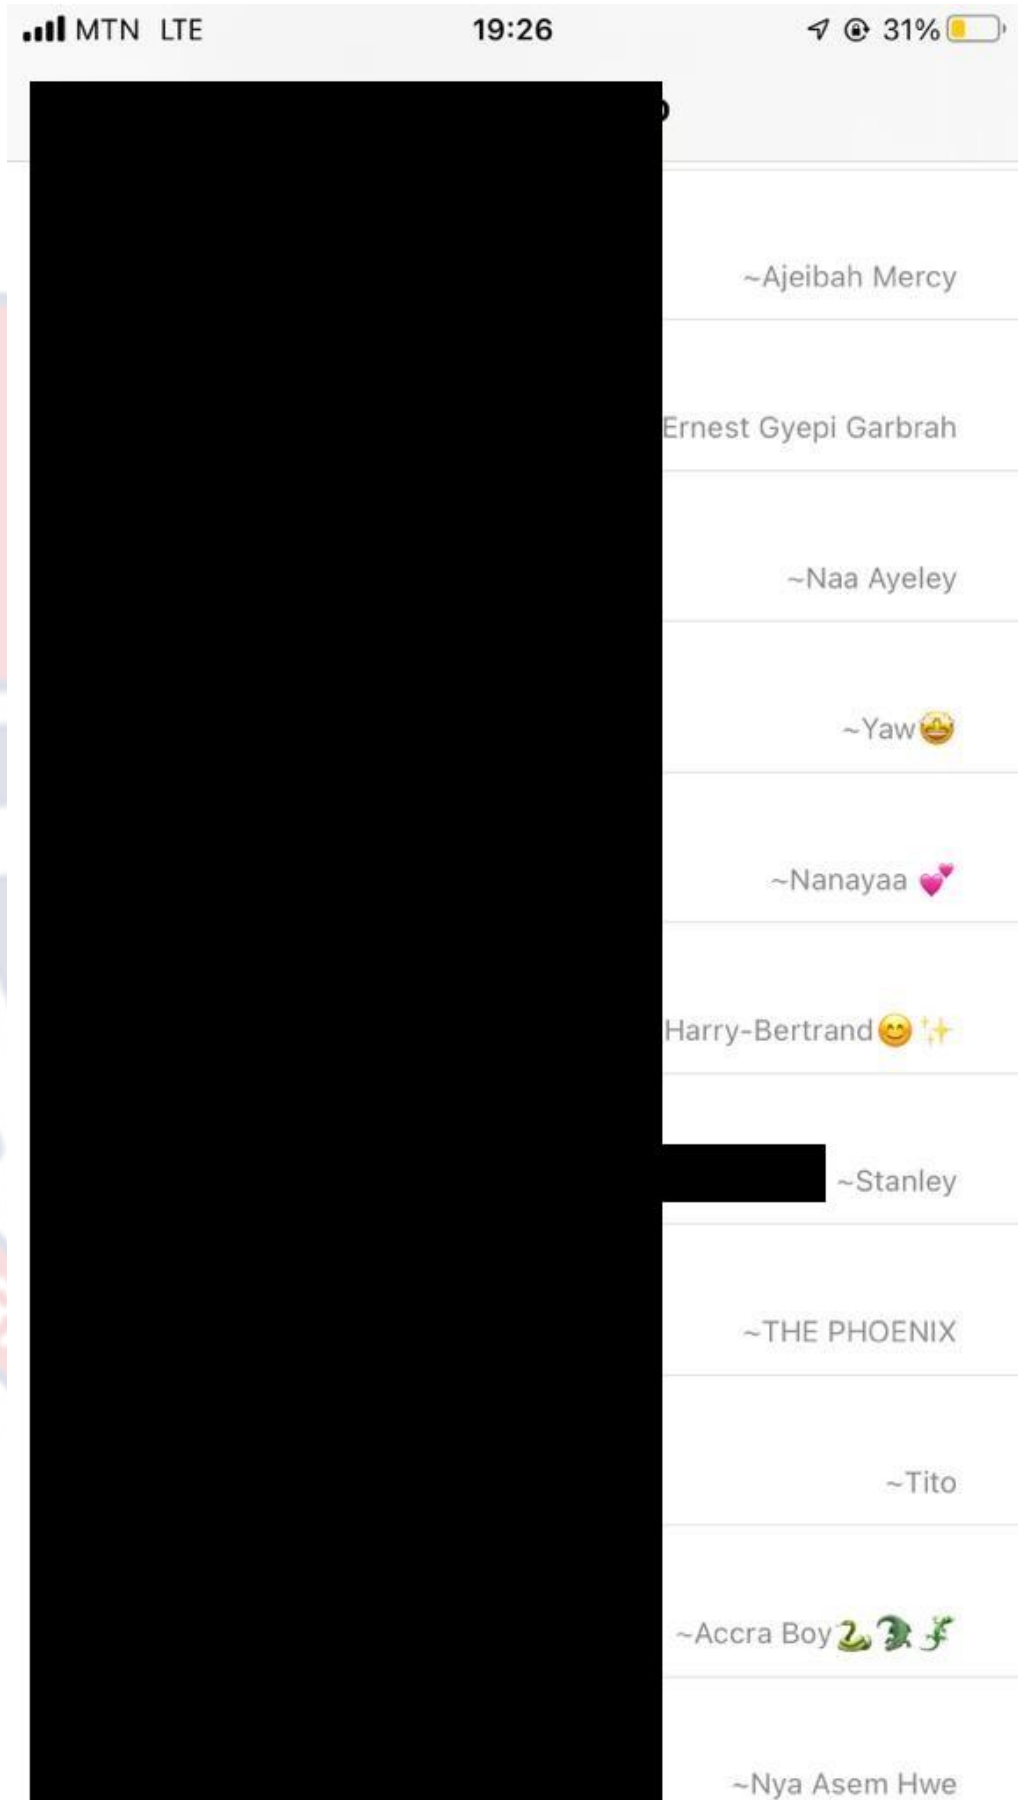 MTN LTE 19:26 31%
~Ajeibah Mercy
Ernest Gyepi Garbrah
~Naa Ayeley
~Yaw🤩
~Nanayaa 💕
Harry-Bertrand😊✨
~Stanley
~THE PHOENIX
~Tito
~Accra Boy🐍🐊🦎
~Nya Asem Hwe